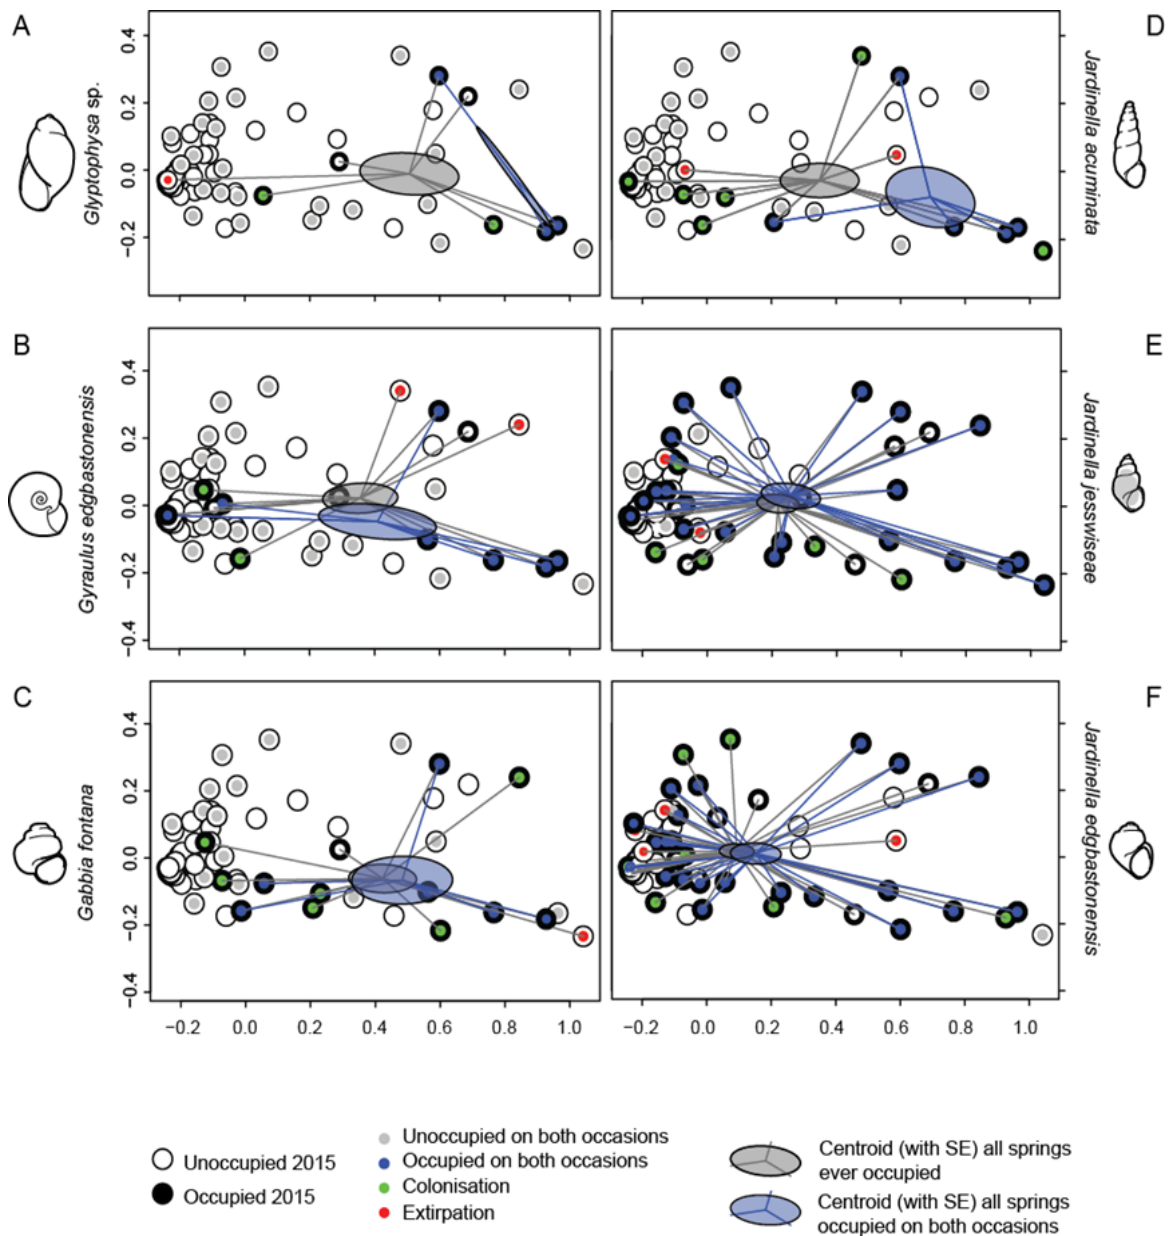 A
D
0.4
0.2
0.0
−0.2
Glyptophysa sp.
Jardinella acuminata
B
E
0.4
0.2
0.0
−0.2
−0.4
Gyraulus edgbastonensis
Jardinella jesswiseae
C
F
0.4
0.2
0.0
−0.2
−0.4
Gabbia fontana
Jardinella edgbastonensis
−0.2 0.0 0.2 0.4 0.6 0.8 1.0
−0.2 0.0 0.2 0.4 0.6 0.8 1.0
Unoccupied 2015
Occupied 2015
Unoccupied on both occasions
Occupied on both occasions
Colonisation
Extirpation
Centroid (with SE) all springs
ever occupied
Centroid (with SE) all springs
occupied on both occasions